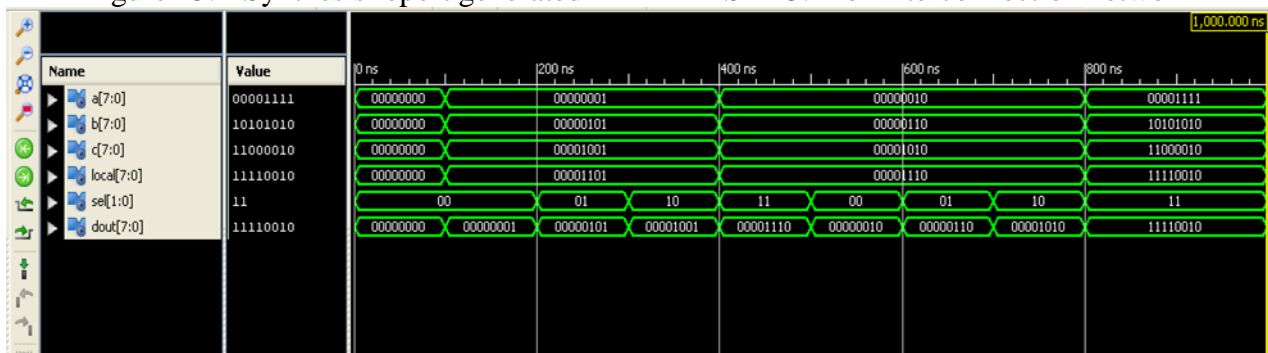 1,000.000 ns
Name Value 0 ns 200 ns 400 ns 600 ns 800 ns
a[7:0] 00001111 00000000 00000001 00000010 00001111
b[7:0] 10101010 00000000 00000101 00000110 10101010
c[7:0] 11000010 00000000 00001001 00001010 11000010
local[7:0] 11110010 00000000 00001101 00001110 11110010
sel[1:0] 11 00 01 10 11 00 01 10 11
dout[7:0] 11110010 00000000 00000001 00000101 00001001 00001110 00000010 00000110 00001010 11110010